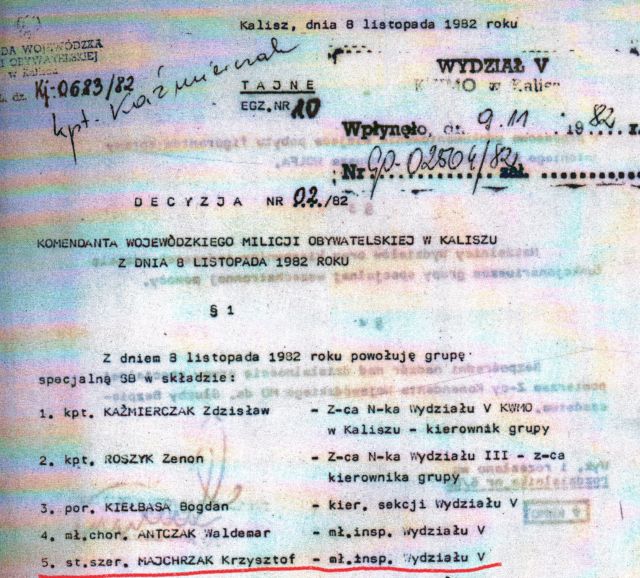 Kalisz, dnia 8 listopada 1982 roku
DA WOJEWÓDZKA
I OBYWATELSKIEJ
Kj-0683/82
kpt. Kaźmierczak
T A J N E
EGZ.NR 10
WYDZIAŁ V
KWMO w Kalisz
Wpłynęło, dn. 9.11 1982 r.
Nr Gp-02504/82 zał.
D E C Y Z J A NR 02./82
KOMENDANTA WOJEWÓDZKIEGO MILICJI OBYWATELSKIEJ W KALISZU
Z DNIA 8 LISTOPADA 1982 ROKU
§ 1
Z dniem 8 listopada 1982 roku powołuję grupę
specjalną SB w składzie:
1. kpt. KAŹMIERCZAK Zdzisław - Z-ca N-ka Wydziału V KWMO
w Kaliszu - kierownik grupy
2. kpt. ROSZYK Zenon - Z-ca N-ka Wydziału III - z-ca
kierownika grupy
3. por. KIEŁBASA Bogdan - kier. sekcji Wydziału V
4. mł.chor. ANTCZAK Waldemar - mł.insp. Wydziału V
5. st.szer. MAJCHRZAK Krzysztof - mł.insp. Wydziału V